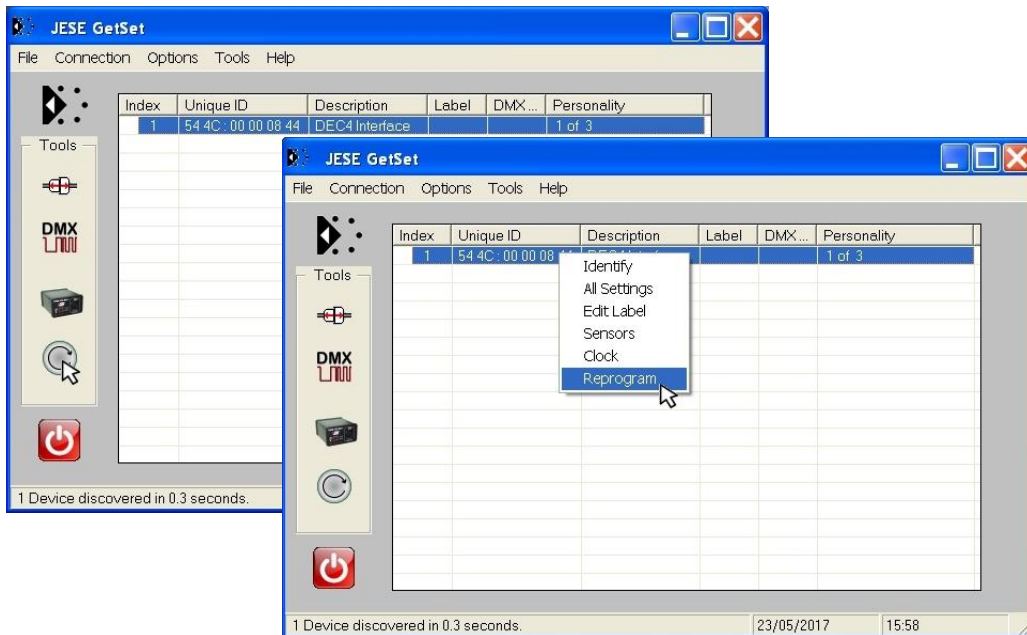 JESE GetSet
File Connection Options Tools Help
Index Unique ID Description Label DMX... Personality
1 54 4C : 00 00 08 44 DEC4 Interface 1 of 3
Tools
DMX
1 Device discovered in 0.3 seconds.
JESE GetSet
File Connection Options Tools Help
Index Unique ID Description Label DMX... Personality
1 54 4C : 00 00 08 1 of 3
Tools
DMX
Identify
All Settings
Edit Label
Sensors
Clock
Reprogram
1 Device discovered in 0.3 seconds. 23/05/2017 15:58